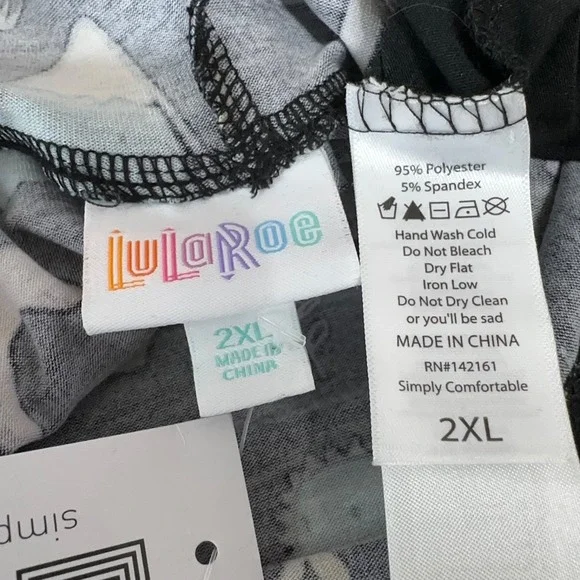 LuLaRoe
2XL
MADE IN
CHINA
95% Polyester
5% Spandex
Hand Wash Cold
Do Not Bleach
Dry Flat
Iron Low
Do Not Dry Clean
or you'll be sad
MADE IN CHINA
RN#142161
Simply Comfortable
2XL
simp